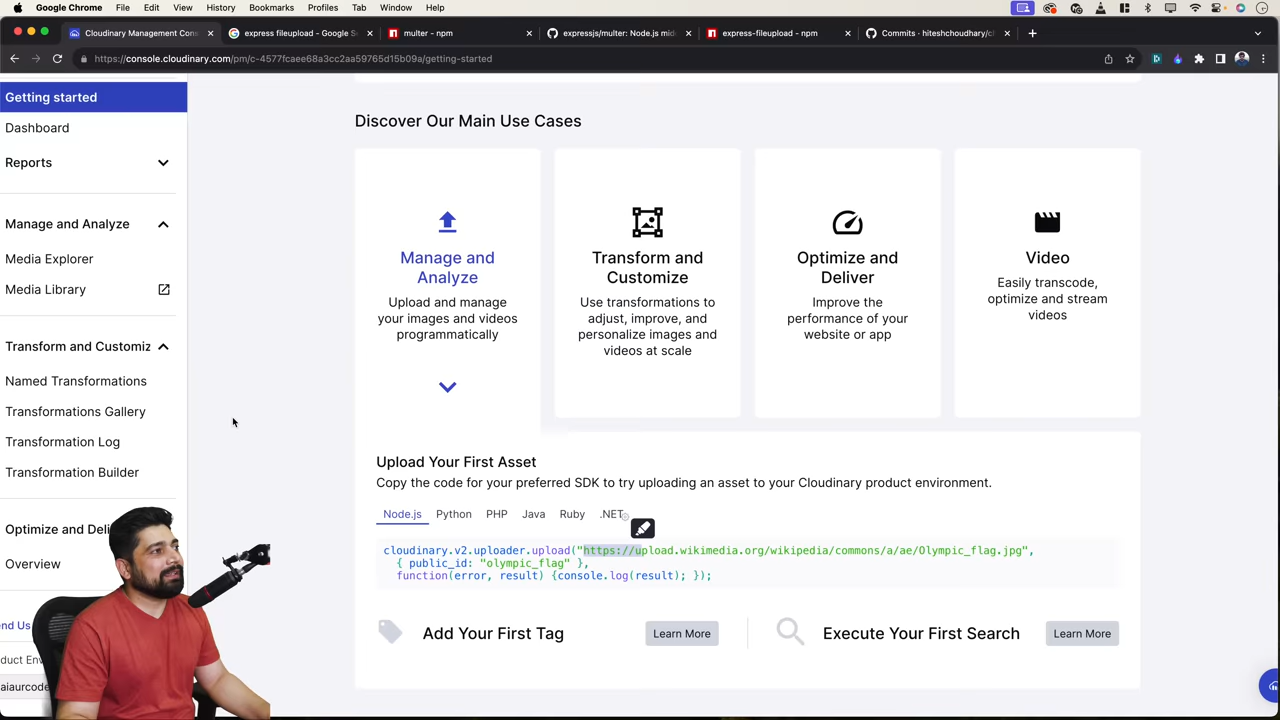 Google Chrome File Edit View History Bookmarks Profiles Tab Window Help
Cloudinary Management Con
express fileupload - Google S
multer - npm
expressjs/multer: Node.js mid
express-fileupload - npm
Commits · hiteshchoudhary/cl
https://console.cloudinary.com/pm/c-4577fcaee68a3cc2aa59765d15b09a/getting-started
Getting started
Dashboard
Reports
Manage and Analyze
Media Explorer
Media Library
Transform and Customiz
Named Transformations
Transformations Gallery
Transformation Log
Transformation Builder
Optimize and Deli
Overview
end Us
duct Env
aiaurcode
Discover Our Main Use Cases
Manage and
Analyze
Upload and manage
your images and videos
programmatically
Transform and
Customize
Use transformations to
adjust, improve, and
personalize images and
videos at scale
Optimize and
Deliver
Improve the
performance of your
website or app
Video
Easily transcode,
optimize and stream
videos
Upload Your First Asset
Copy the code for your preferred SDK to try uploading an asset to your Cloudinary product environment.
Node.js Python PHP Java Ruby .NET
cloudinary.v2.uploader.upload("https://upload.wikimedia.org/wikipedia/commons/a/ae/Olympic_flag.jpg",
{ public_id: "olympic_flag" },
function(error, result) {console.log(result); });
Add Your First Tag
Learn More
Execute Your First Search
Learn More